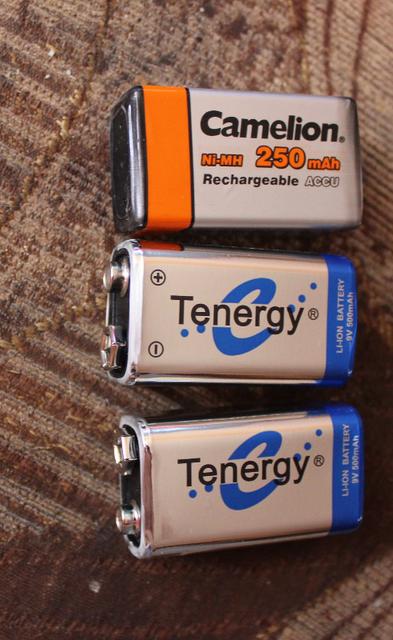 Camelion®
Ni-MH 250 mAh
Rechargeable ACCU
+
Tenergy®
−
LI-ION BATTERY
9V 500mAh
Tenergy®
LI-ION BATTERY
9V 500mAh